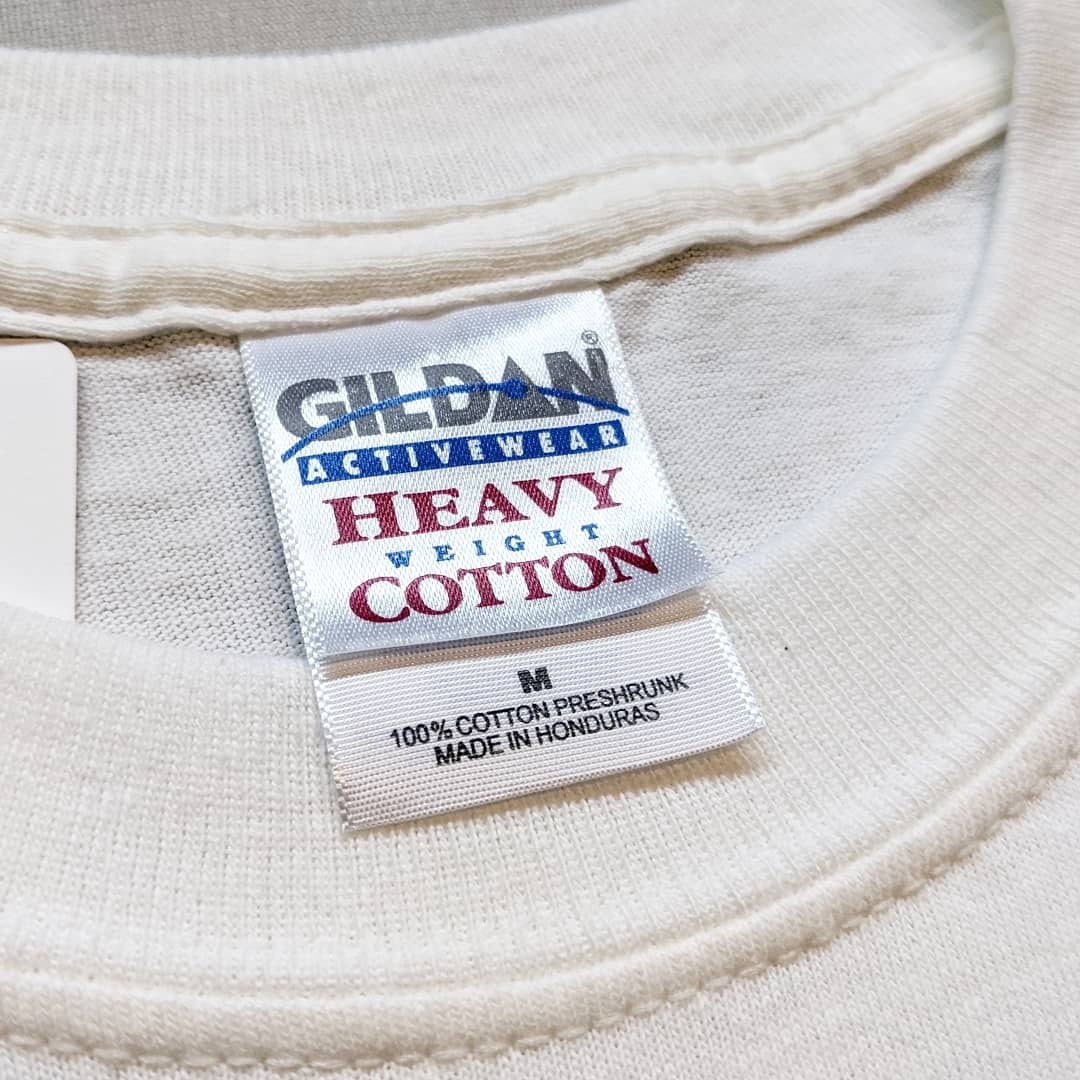 GILDAN®
ACTIVEWEAR
HEAVY
WEIGHT
COTTON
M
100% COTTON PRESHRUNK
MADE IN HONDURAS